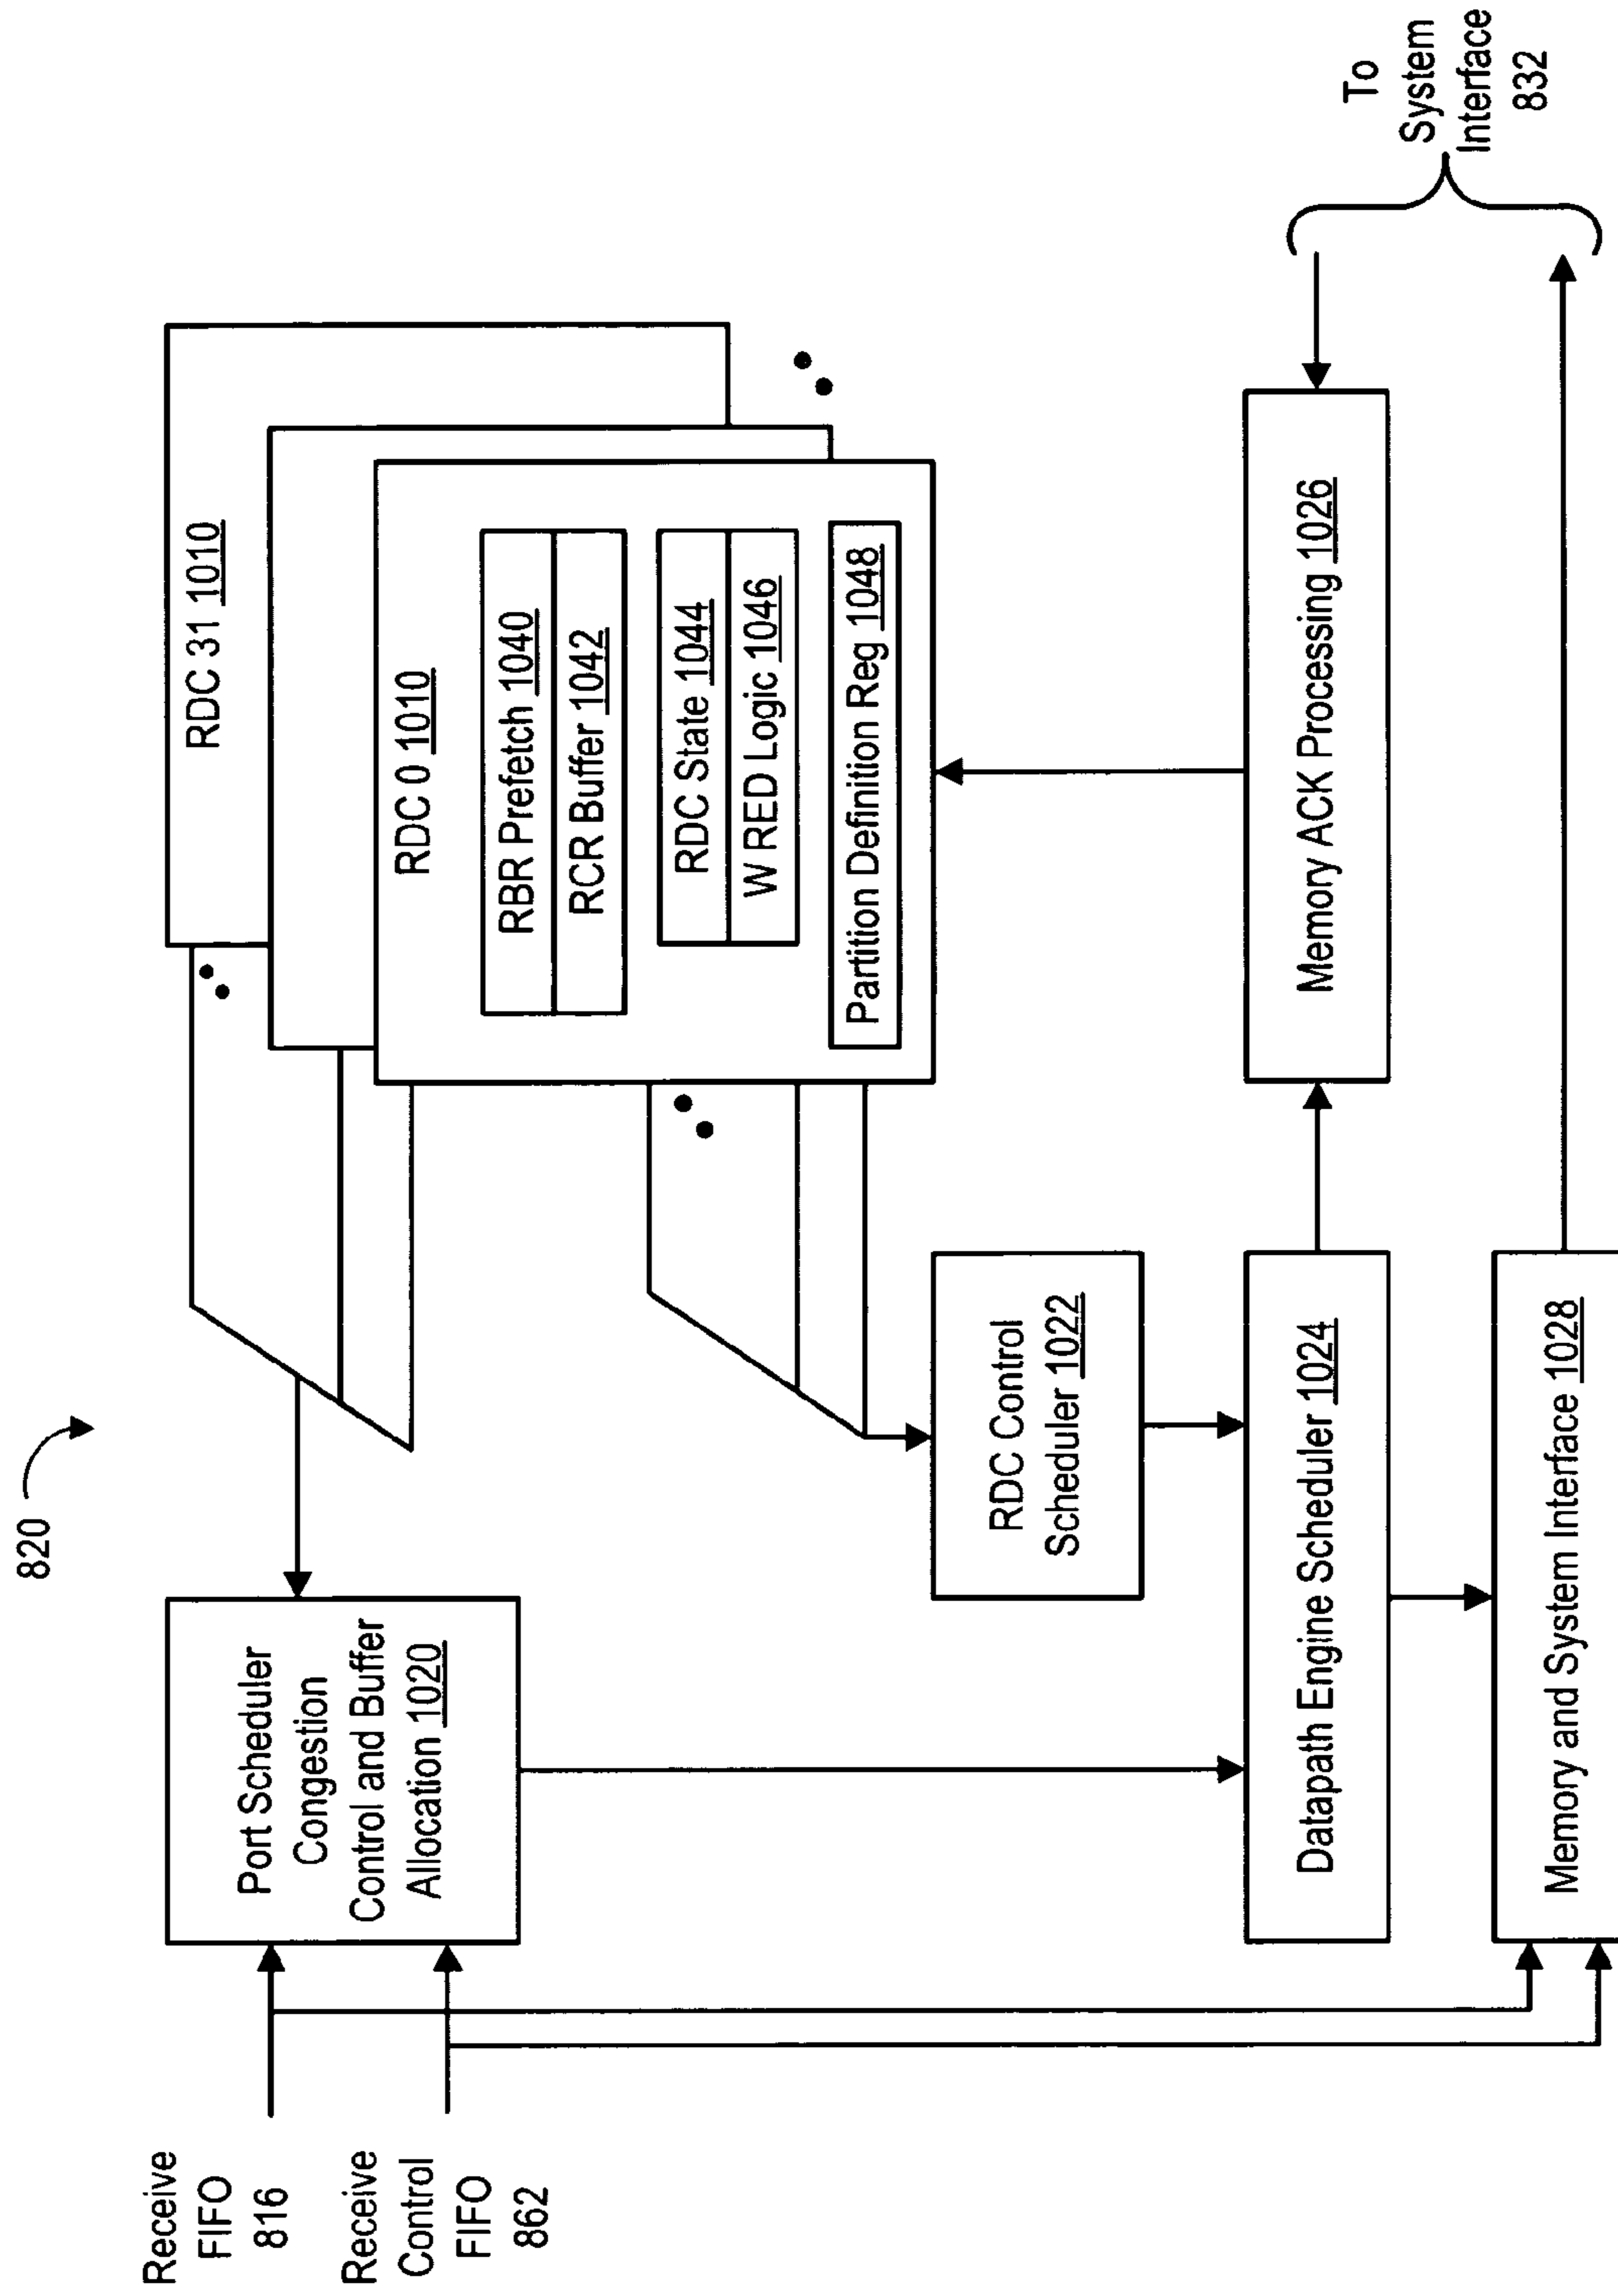 820
Receive
FIFO
816
Receive
Control
FIFO
862
Port Scheduler
Congestion
Control and Buffer
Allocation 1020
RDC 31 1010
RDC 0 1010
RBR Prefetch 1040
RCR Buffer 1042
RDC State 1044
W RED Logic 1046
Partition Definition Reg 1048
RDC Control
Scheduler 1022
Datapath Engine Scheduler 1024
Memory ACK Processing 1026
Memory and System Interface 1028
To
System
Interface
832